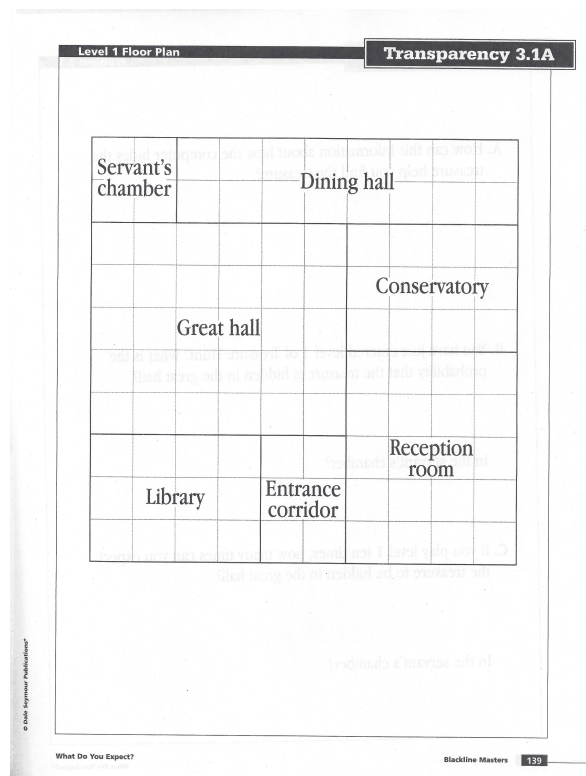 Level 1 Floor Plan
Transparency 3.1A
Servant's
chamber
Dining hall
Conservatory
Great hall
Reception
room
Library
Entrance
corridor
© Dale Seymour Publications®
What Do You Expect?
Blackline Masters
139